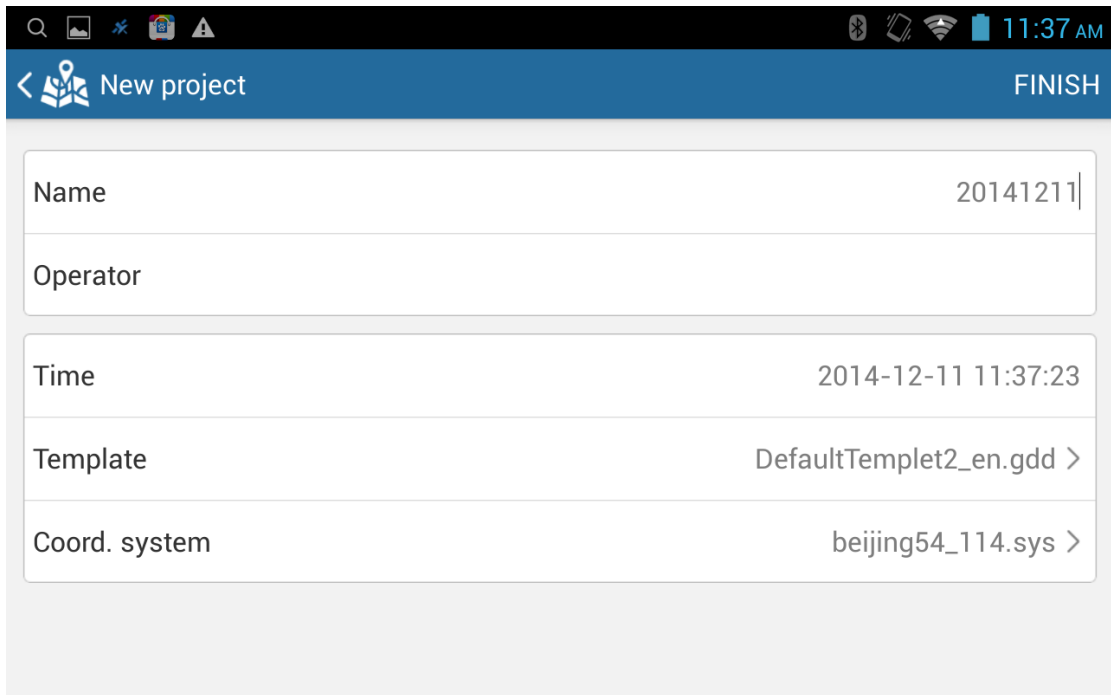 11:37 AM
New project FINISH
Name 20141211
Operator
Time 2014-12-11 11:37:23
Template DefaultTemplet2_en.gdd
Coord. system beijing54_114.sys